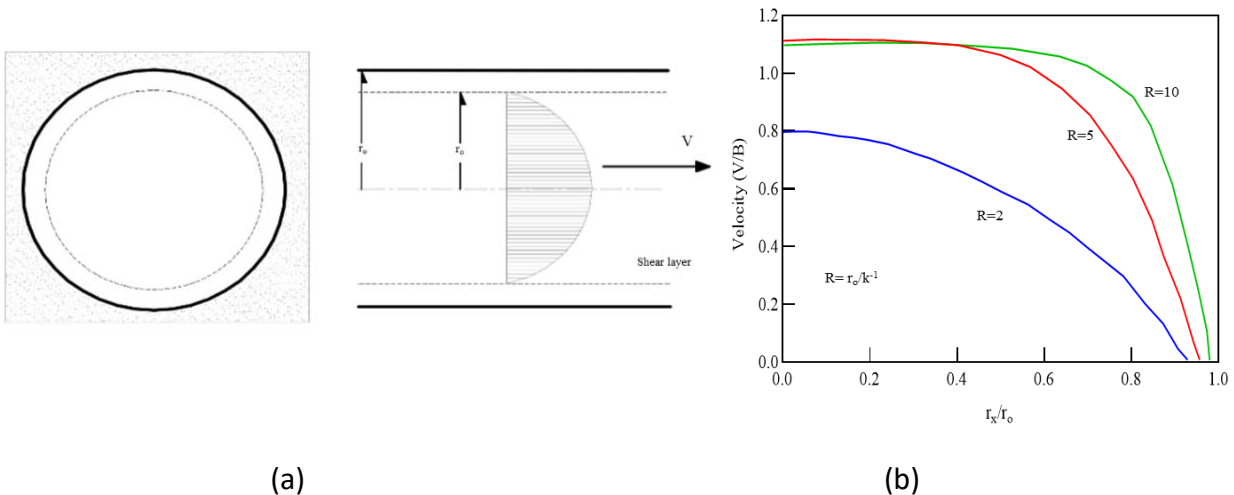 r₀
r₀
V
Shear layer
(a)
Velocity (V/B)
1.2
1.0
0.8
0.6
0.4
0.2
0.0
R=10
R=5
R=2
R= r₀/k⁻¹
0.0 0.2 0.4 0.6 0.8 1.0
rₓ/r₀
(b)